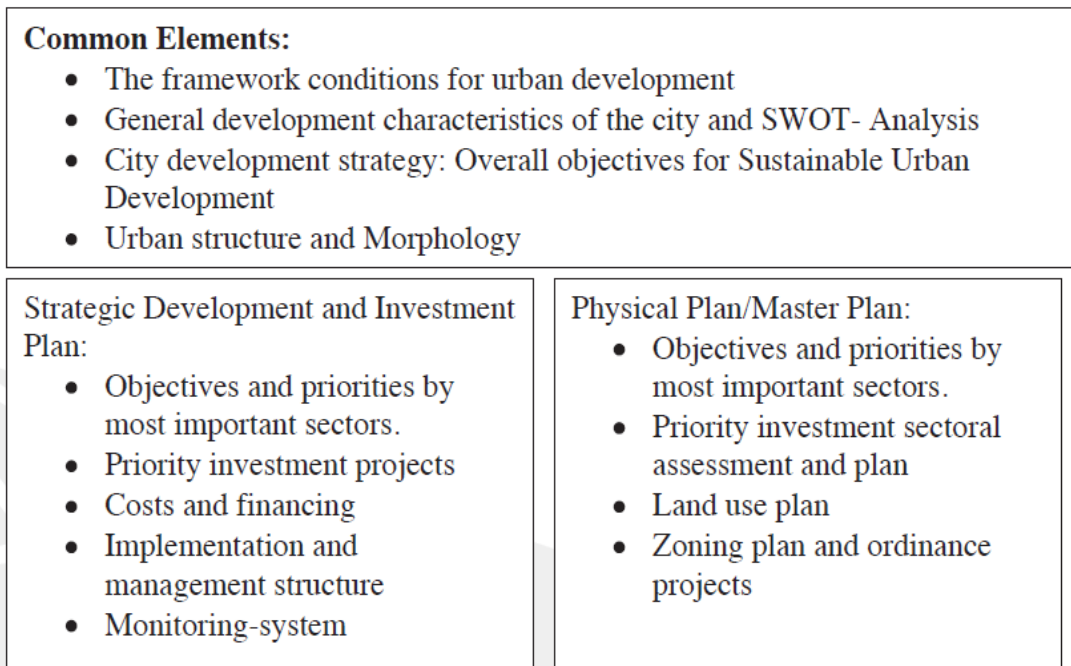 Common Elements:
• The framework conditions for urban development
• General development characteristics of the city and SWOT- Analysis
• City development strategy: Overall objectives for Sustainable Urban
Development
• Urban structure and Morphology
Strategic Development and Investment
Plan:
• Objectives and priorities by
most important sectors.
• Priority investment projects
• Costs and financing
• Implementation and
management structure
• Monitoring-system
Physical Plan/Master Plan:
• Objectives and priorities by
most important sectors.
• Priority investment sectoral
assessment and plan
• Land use plan
• Zoning plan and ordinance
projects